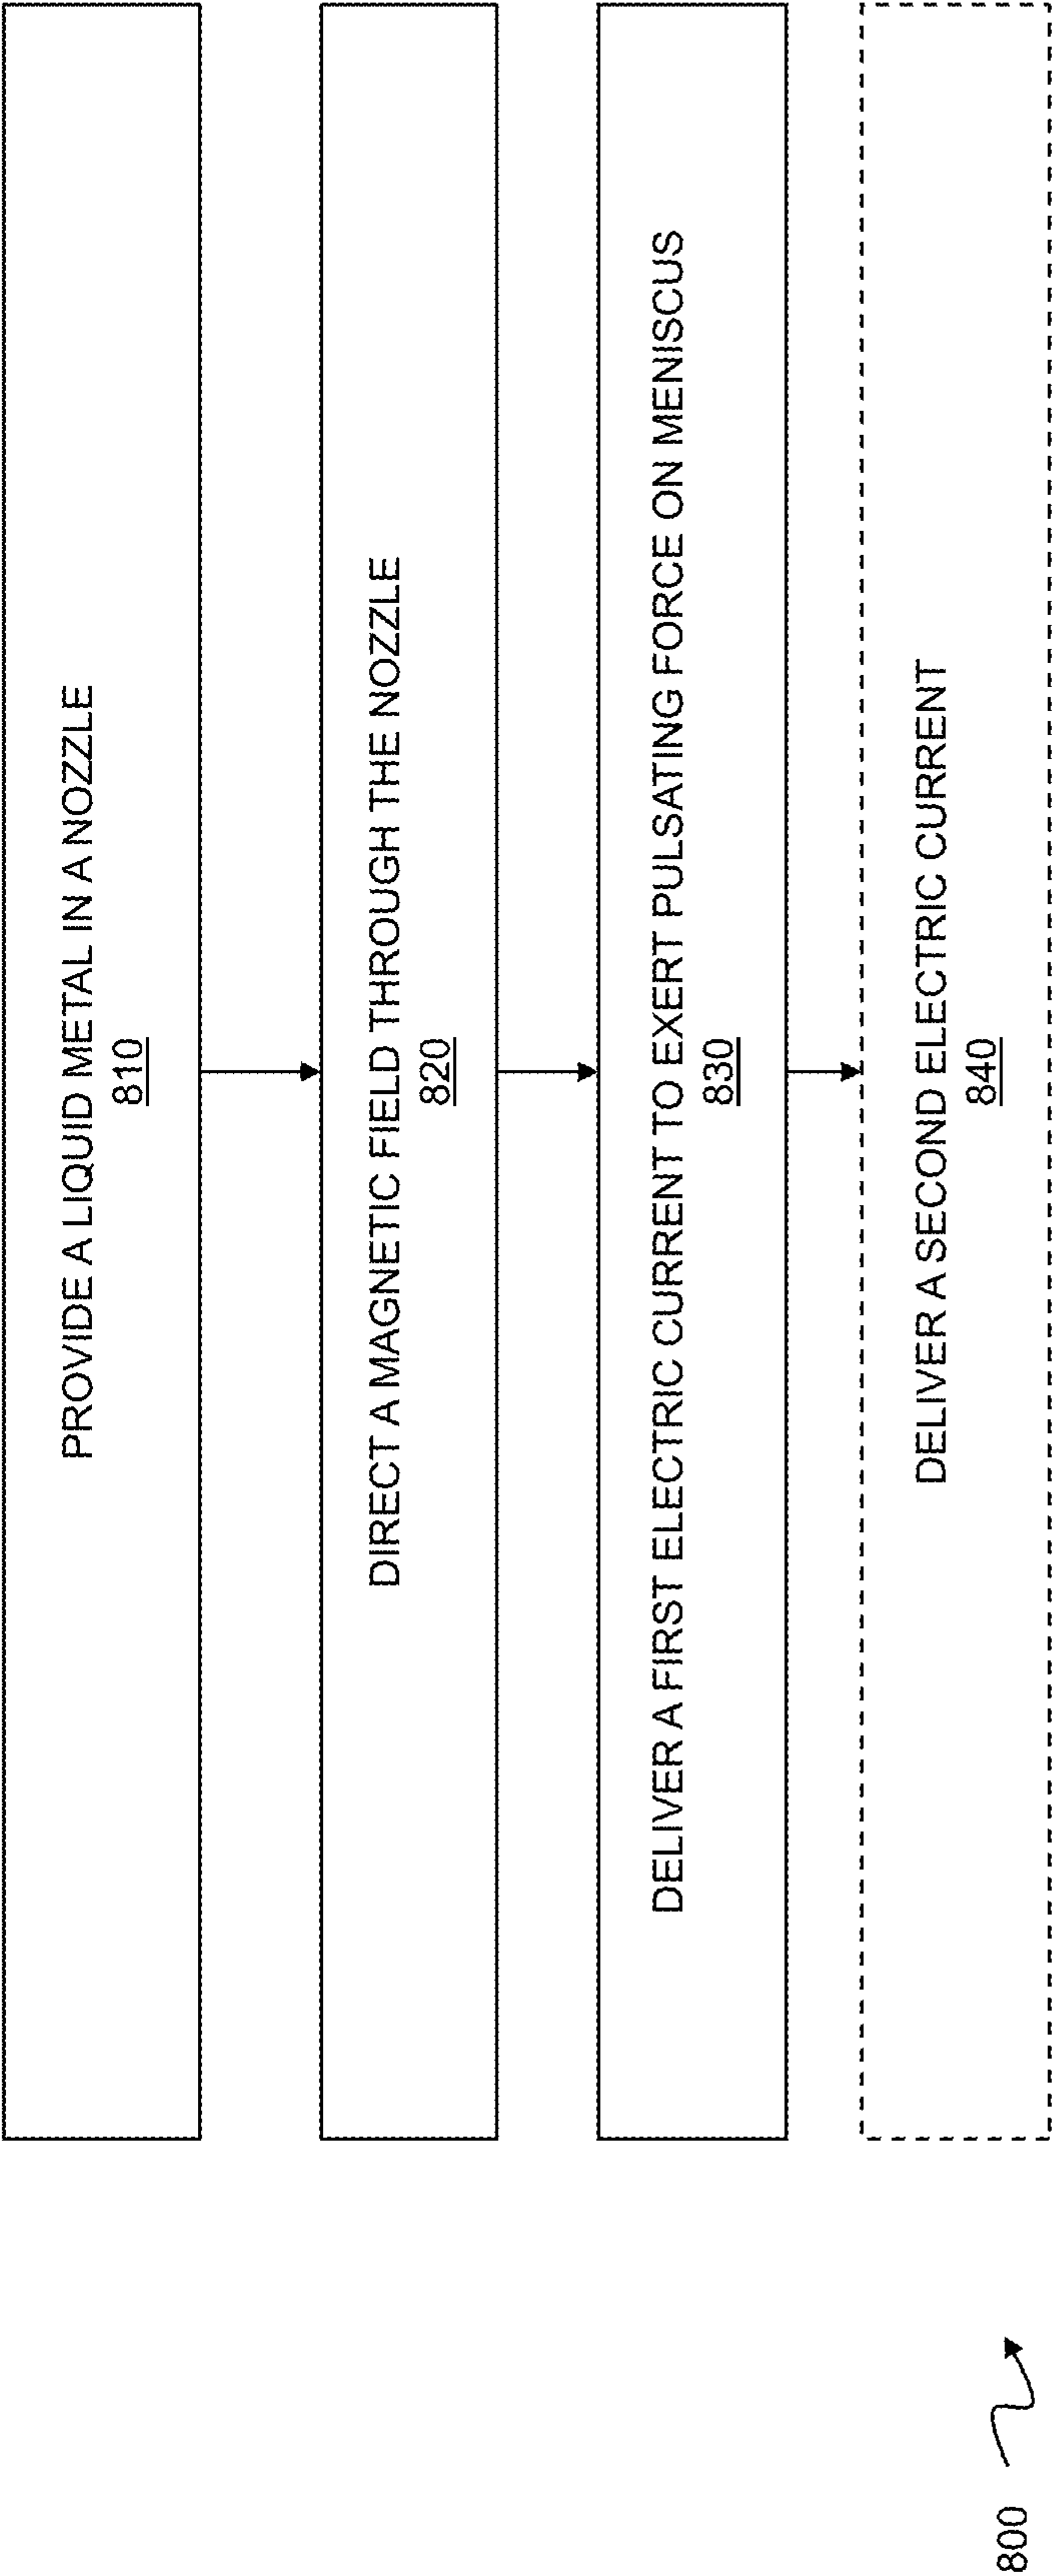 PROVIDE A LIQUID METAL IN A NOZZLE
810
DIRECT A MAGNETIC FIELD THROUGH THE NOZZLE
820
DELIVER A FIRST ELECTRIC CURRENT TO EXERT PULSATING FORCE ON MENISCUS
830
DELIVER A SECOND ELECTRIC CURRENT
840
800